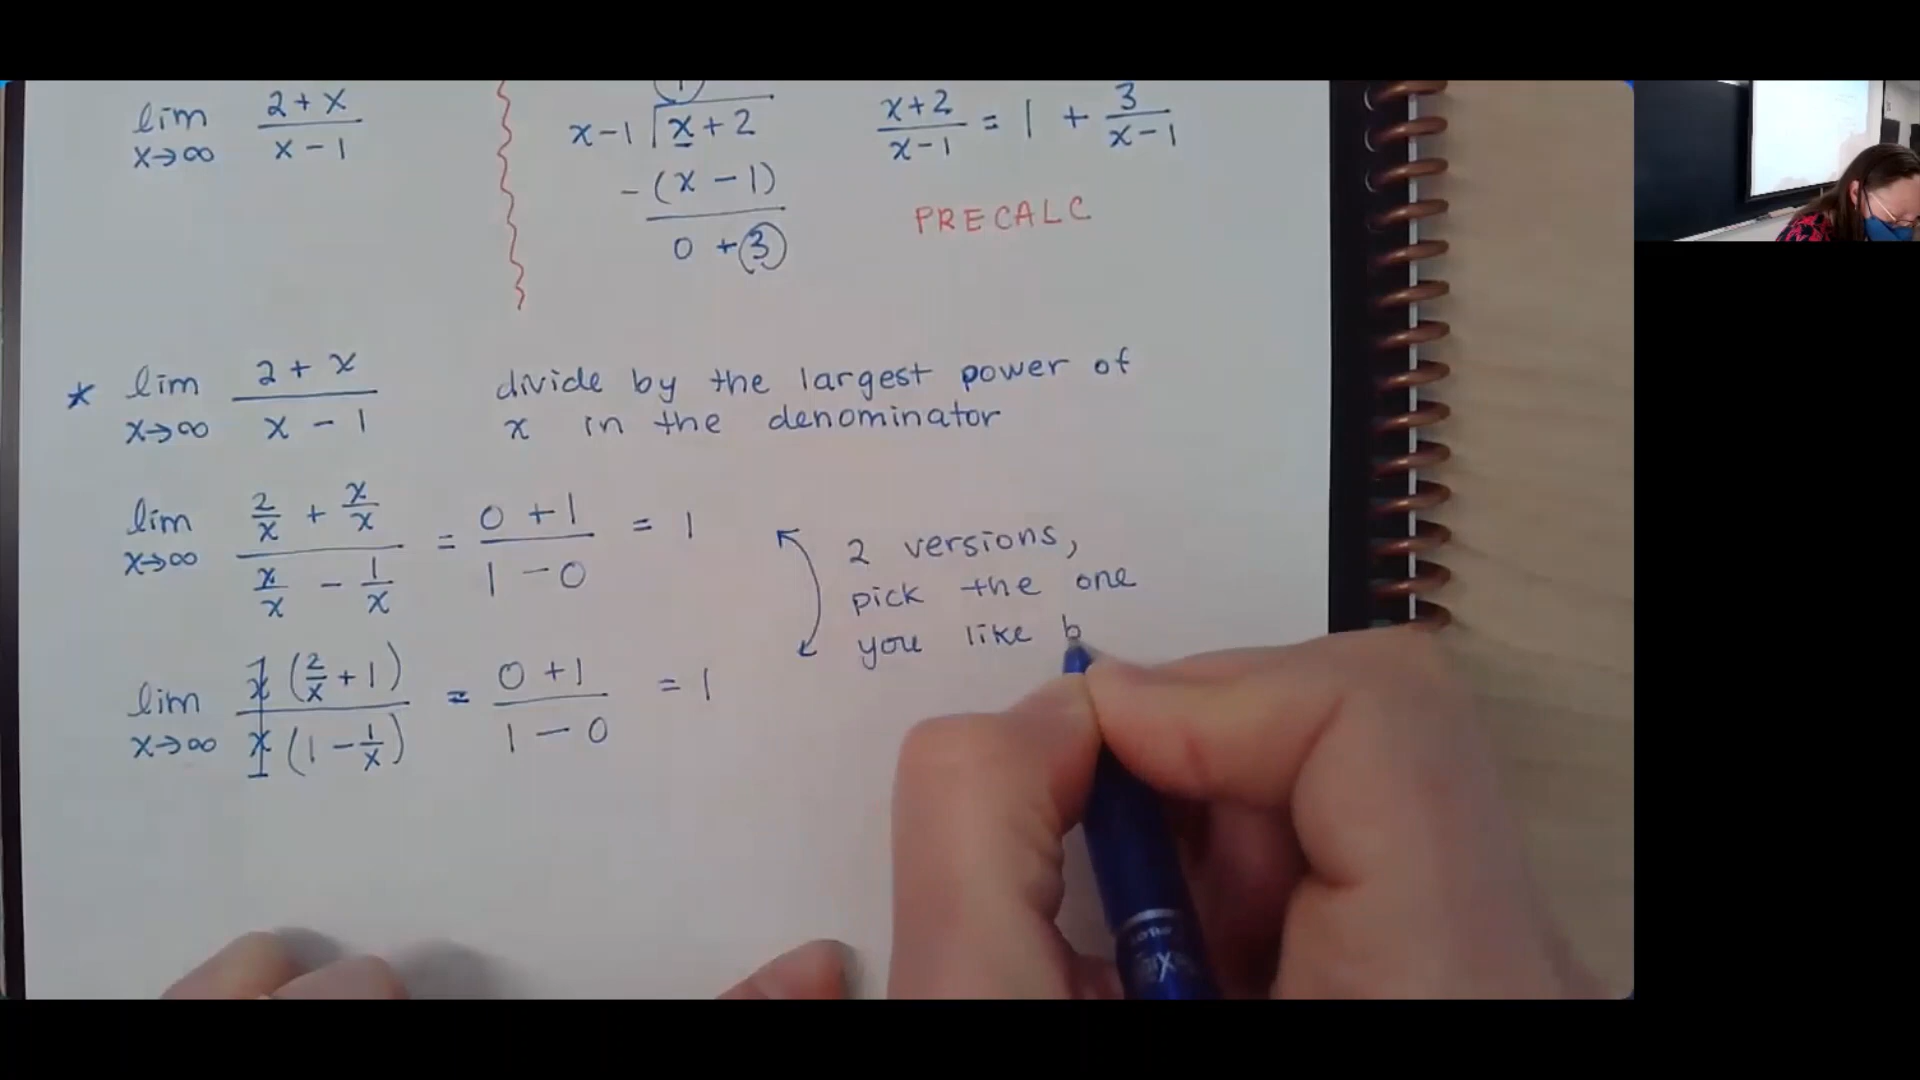 lim x→∞ (2+x)/(x-1)
1
x-1 | x+2
-(x-1)
0 +3
(x+2)/(x-1) = 1 + 3/(x-1)
PRECALC
* lim x→∞ (2+x)/(x-1)
divide by the largest power of
x in the denominator
lim x→∞ (2/x + x/x)/(x/x - 1/x) = (0+1)/(1-0) = 1
lim x→∞ x(2/x+1)/x(1-1/x) = (0+1)/(1-0) = 1
2 versions,
pick the one
you like b